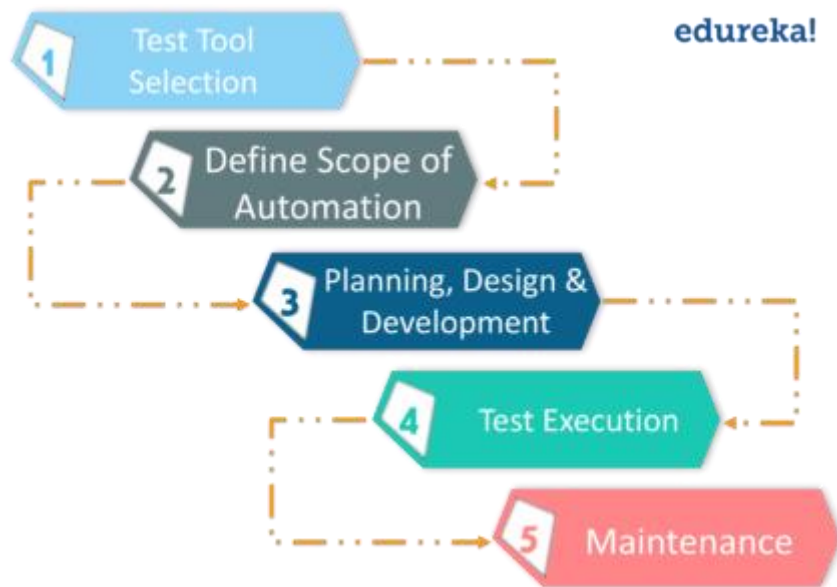 edureka!
1
Test Tool
Selection
2
Define Scope of
Automation
3
Planning, Design &
Development
4
Test Execution
5
Maintenance